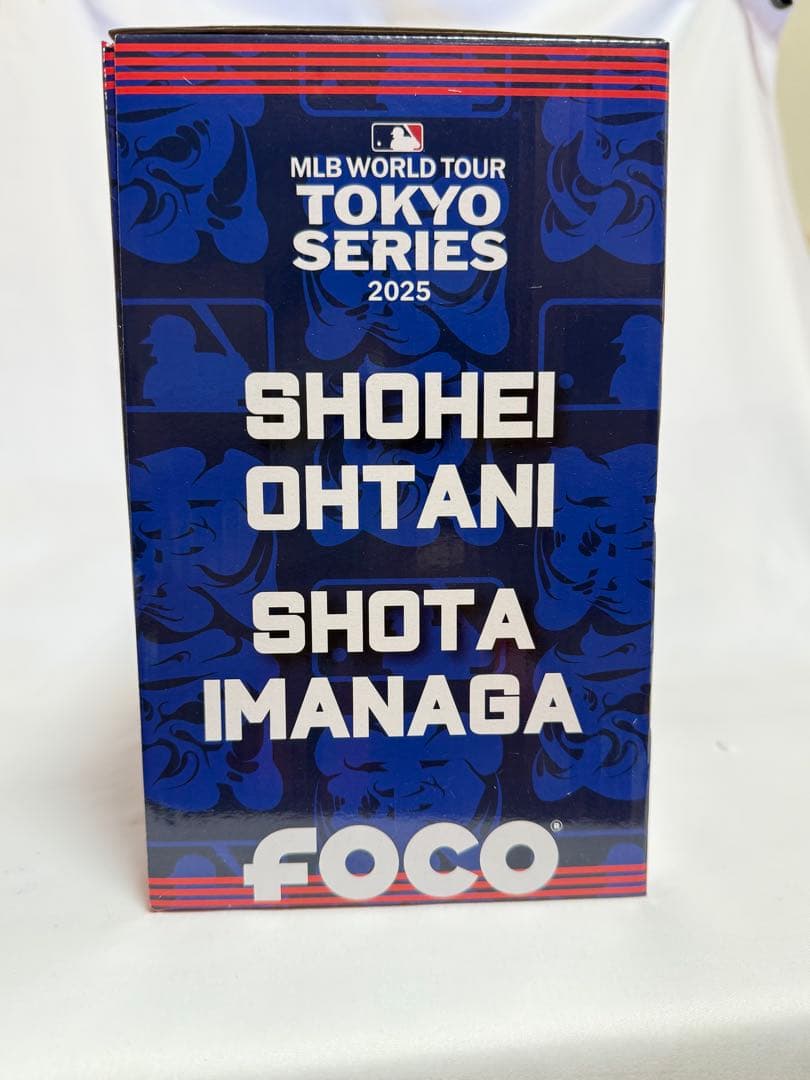 MLB WORLD TOUR
TOKYO
SERIES
2025
SHOHEI
OHTANI
SHOTA
IMANAGA
foco®